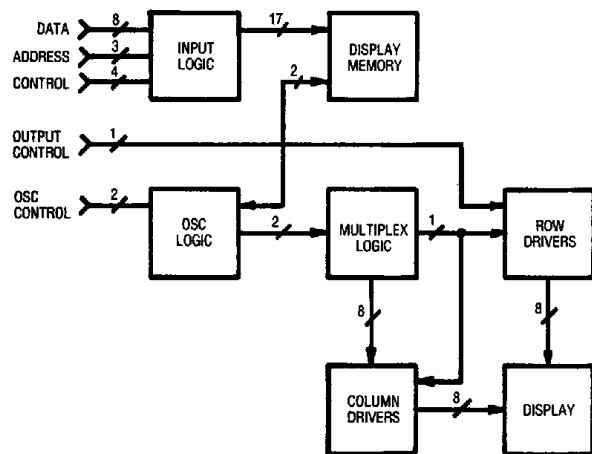 DATA
8
INPUT
LOGIC
17
DISPLAY
MEMORY
ADDRESS
3
CONTROL
4
2
OUTPUT
CONTROL
1
OSC
CONTROL
2
OSC
LOGIC
2
MULTIPLEX
LOGIC
1
ROW
DRIVERS
8
8
COLUMN
DRIVERS
8
DISPLAY